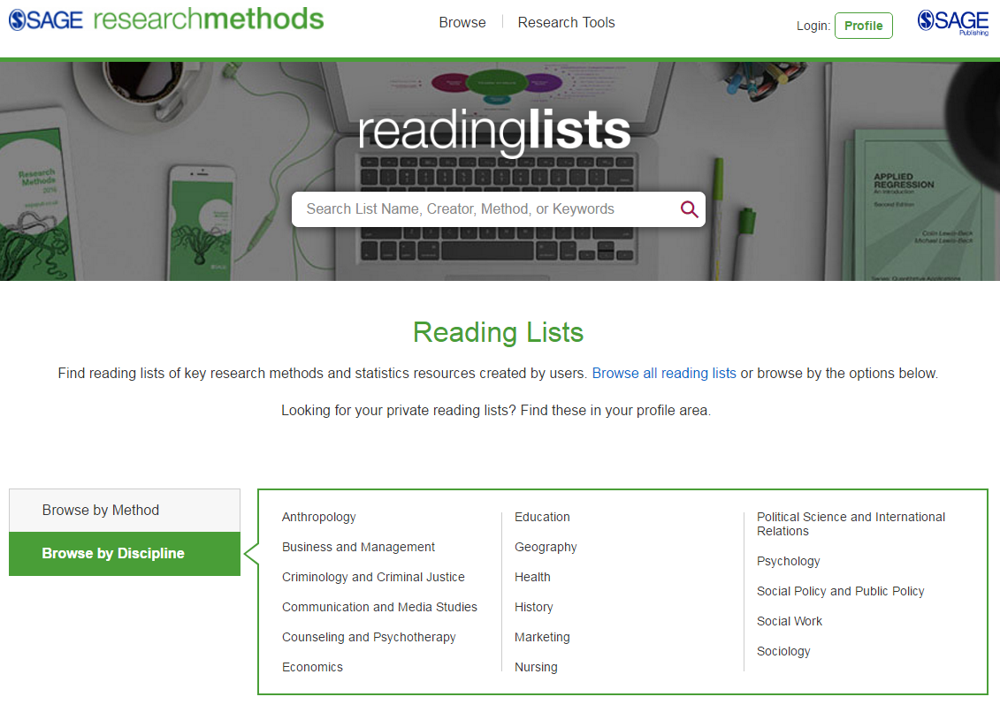 SAGE researchmethods
Browse
Research Tools
Login: Profile
SAGE
Publishing
readinglists
Search List Name, Creator, Method, or Keywords
Research
Methods
APPLIED
REGRESSION
An Introduction
Second Edition
Colin Lewis-Beck
Michael Lewis-Beck
Series: Quantitative Applications
Reading Lists
Find reading lists of key research methods and statistics resources created by users. Browse all reading lists or browse by the options below.
Looking for your private reading lists? Find these in your profile area.
Browse by Method
Browse by Discipline
Anthropology
Business and Management
Criminology and Criminal Justice
Communication and Media Studies
Counseling and Psychotherapy
Economics
Education
Geography
Health
History
Marketing
Nursing
Political Science and International
Relations
Psychology
Social Policy and Public Policy
Social Work
Sociology